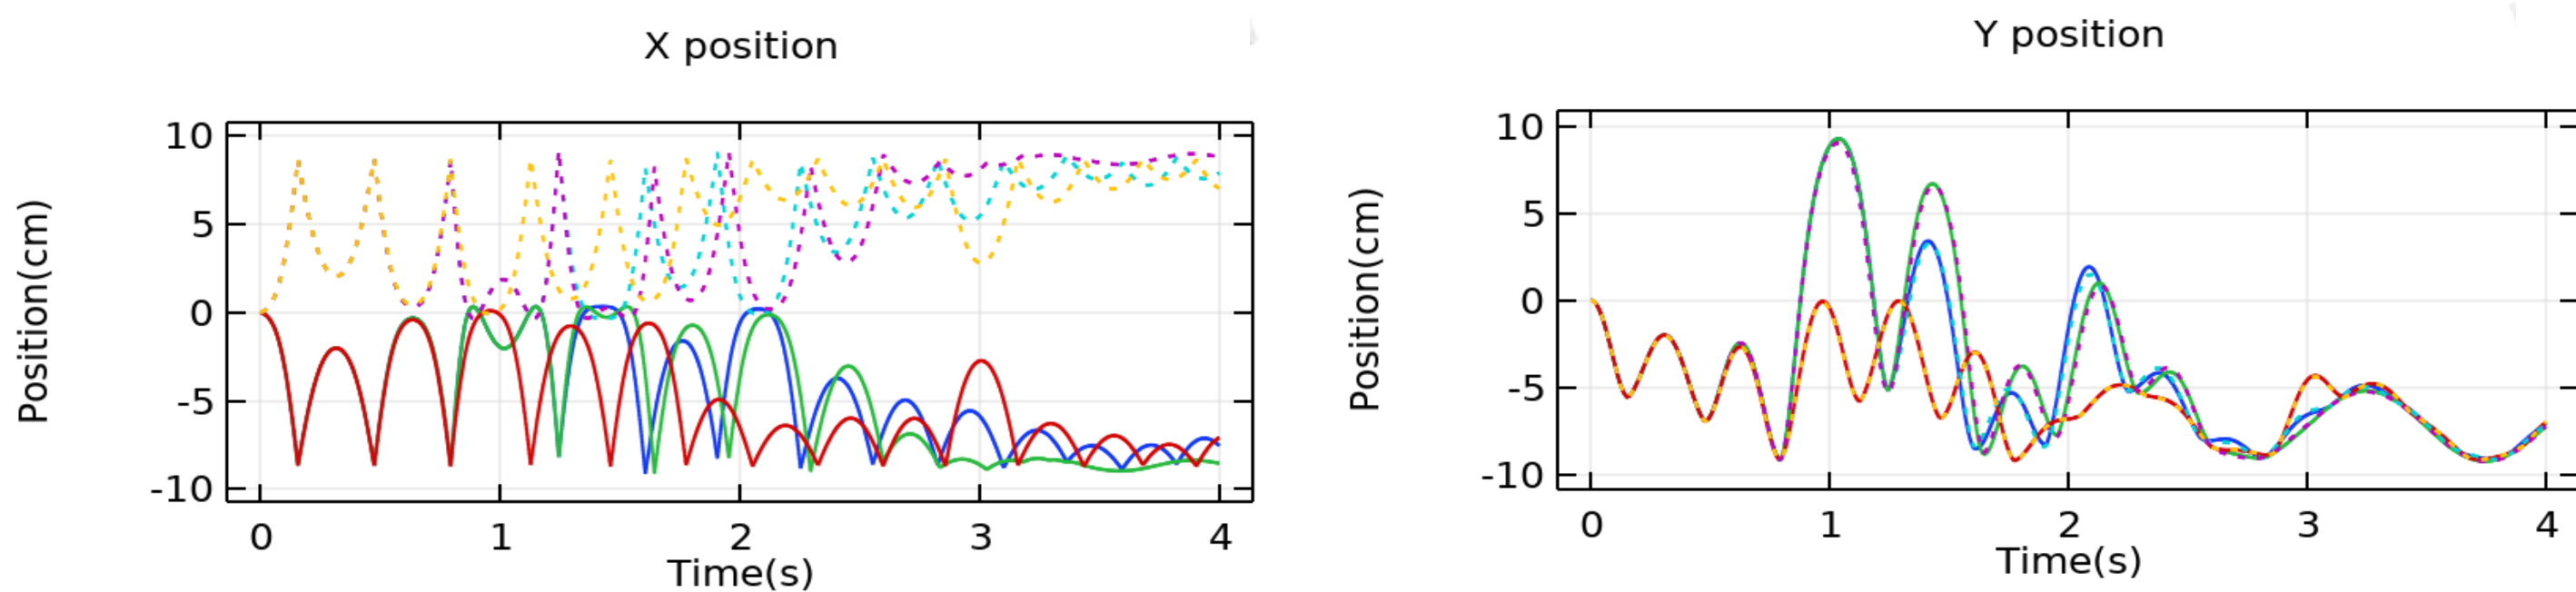 X position
10
5
0
-5
-10
Position(cm)
0 1 2 3 4
Time(s)
Y position
10
5
0
-5
-10
Position(cm)
0 1 2 3 4
Time(s)